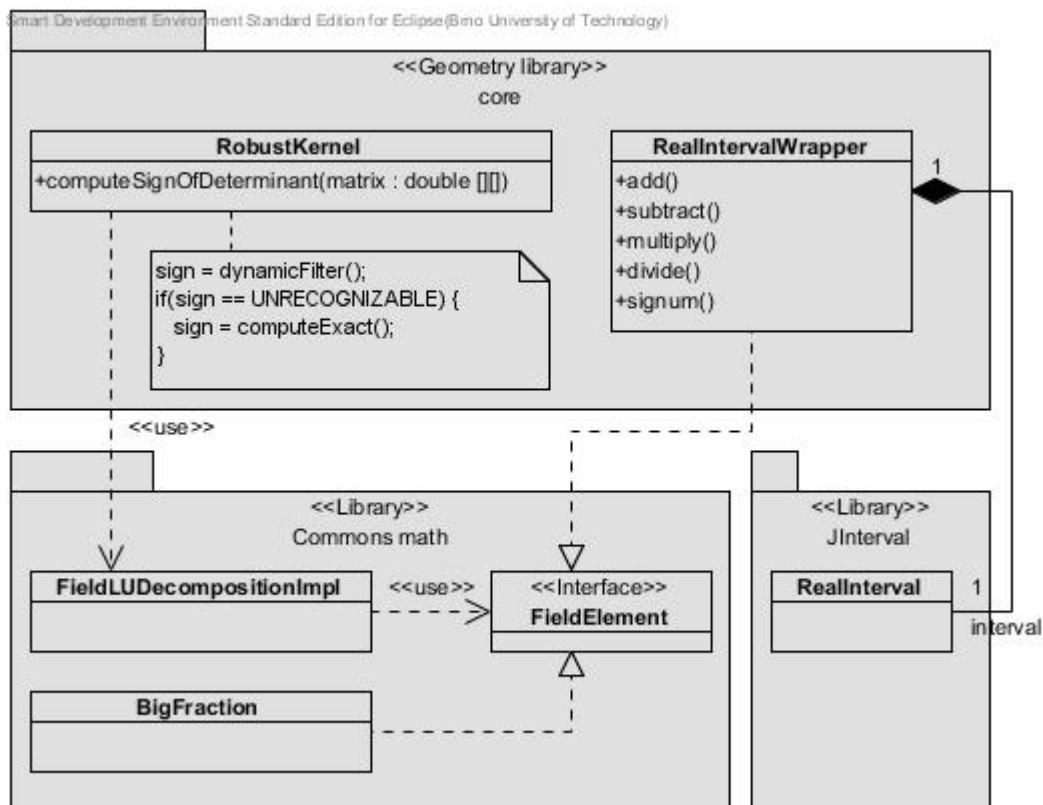 Smart Development Environment Standard Edition for Eclipse(Brno University of Technology)
<<Geometry library>>
core
RobustKernel
+computeSignOfDeterminant(matrix : double [][])
sign = dynamicFilter();
if(sign == UNRECOGNIZABLE) {
sign = computeExact();
}
RealIntervalWrapper
+add()
+subtract()
+multiply()
+divide()
+signum()
1
<<use>>
<<Library>>
Commons math
FieldLUDecompositionImpl
<<use>>
<<Interface>>
FieldElement
BigFraction
<<Library>>
JInterval
RealInterval
1
interval